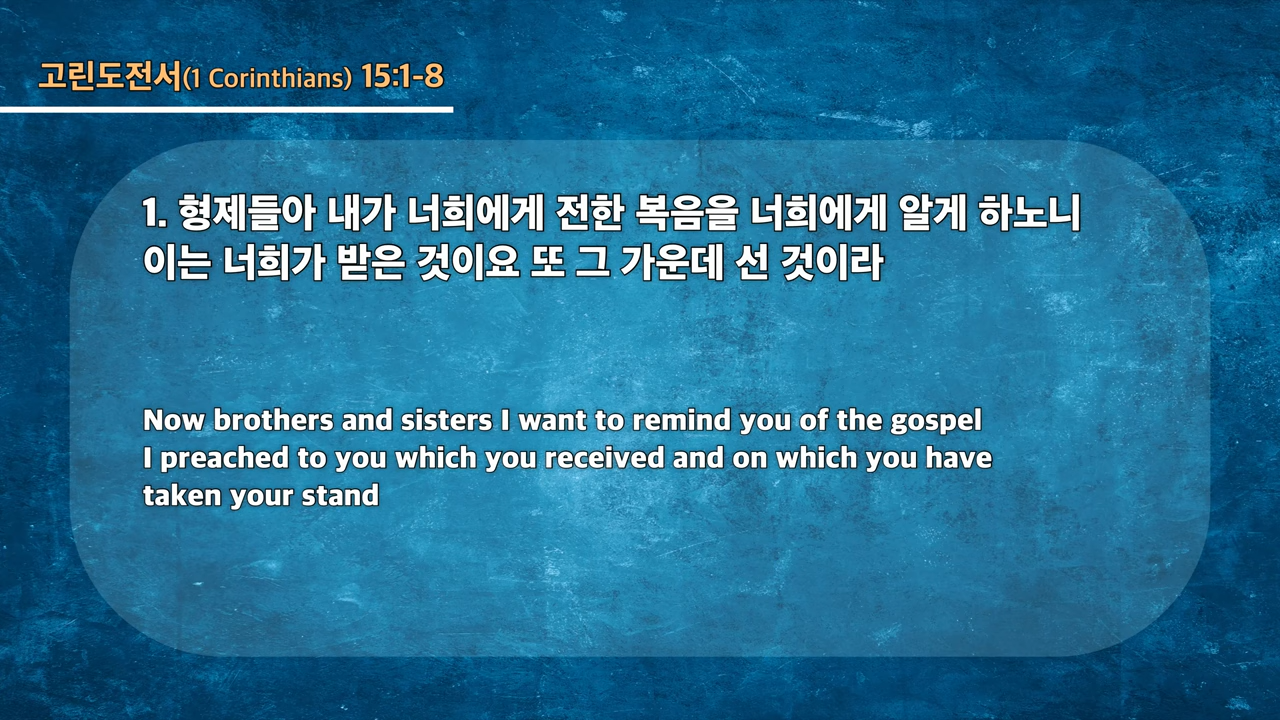 고린도전서(1 Corinthians) 15:1-8
1. 형제들아 내가 너희에게 전한 복음을 너희에게 알게 하노니
이는 너희가 받은 것이요 또 그 가운데 선 것이라
Now brothers and sisters I want to remind you of the gospel
I preached to you which you received and on which you have
taken your stand